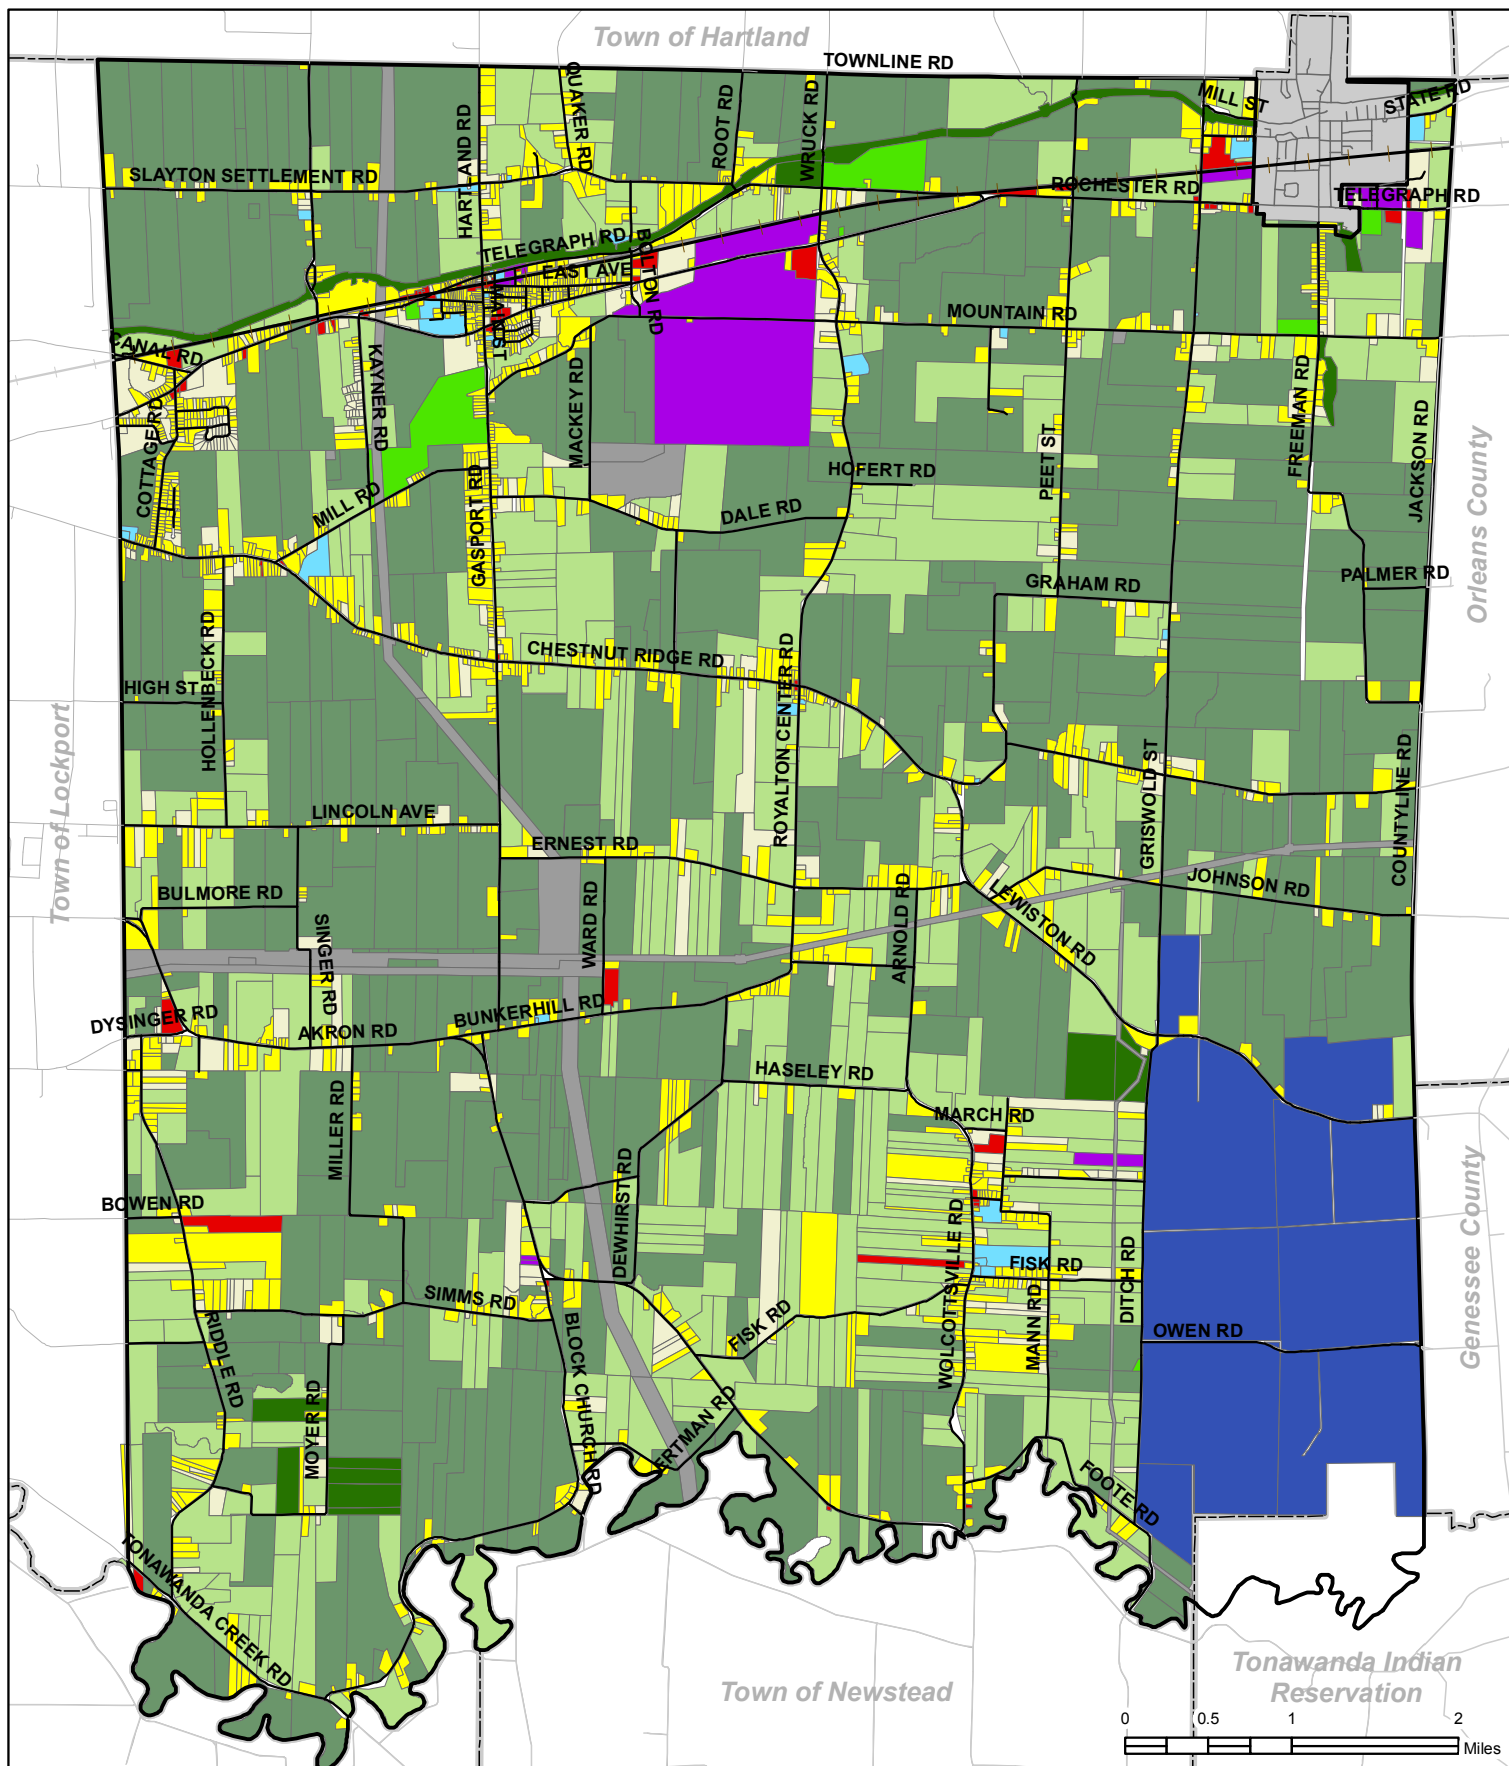 Town of Hartland
TOWNLINE RD
QUAKER RD
HARTLAND RD
ROOT RD
WRUCK RD
MILL ST
STATE RD
SLAYTON SETTLEMENT RD
ROCHESTER RD
TELEGRAPH RD
TELEGRAPH RD
EAST AVE
BOLTON RD
MAIN ST
MOUNTAIN RD
CANAL RD
KAYNER RD
MACKEY RD
COTTAGE RD
FREEMAN RD
JACKSON RD
Orleans County
HOFERT RD
PEET ST
MILL RD
GASPORT RD
DALE RD
GRAHAM RD
PALMER RD
HOLLENBECK RD
CHESTNUT RIDGE RD
ROYALTON CENTER RD
HIGH ST
Town of Lockport
GRISWOLD ST
COUNTYLINE RD
LINCOLN AVE
ERNEST RD
BULMORE RD
SINGER RD
WARD RD
ARNOLD RD
LEWISTON RD
JOHNSON RD
DYSINGER RD
AKRON RD
BUNKERHILL RD
HASELEY RD
MILLER RD
MARCH RD
BOWEN RD
DEWHIRST RD
WOLCOTTSVILLE RD
FISK RD
DITCH RD
Genessee County
SIMMS RD
RIDDLE RD
BLOCK CHURCH RD
FISK RD
MANN RD
OWEN RD
MOYER RD
ERTMAN RD
FOOTE RD
TONAWANDA CREEK RD
Town of Newstead
Tonawanda Indian
Reservation
0 0.5 1 2
Miles